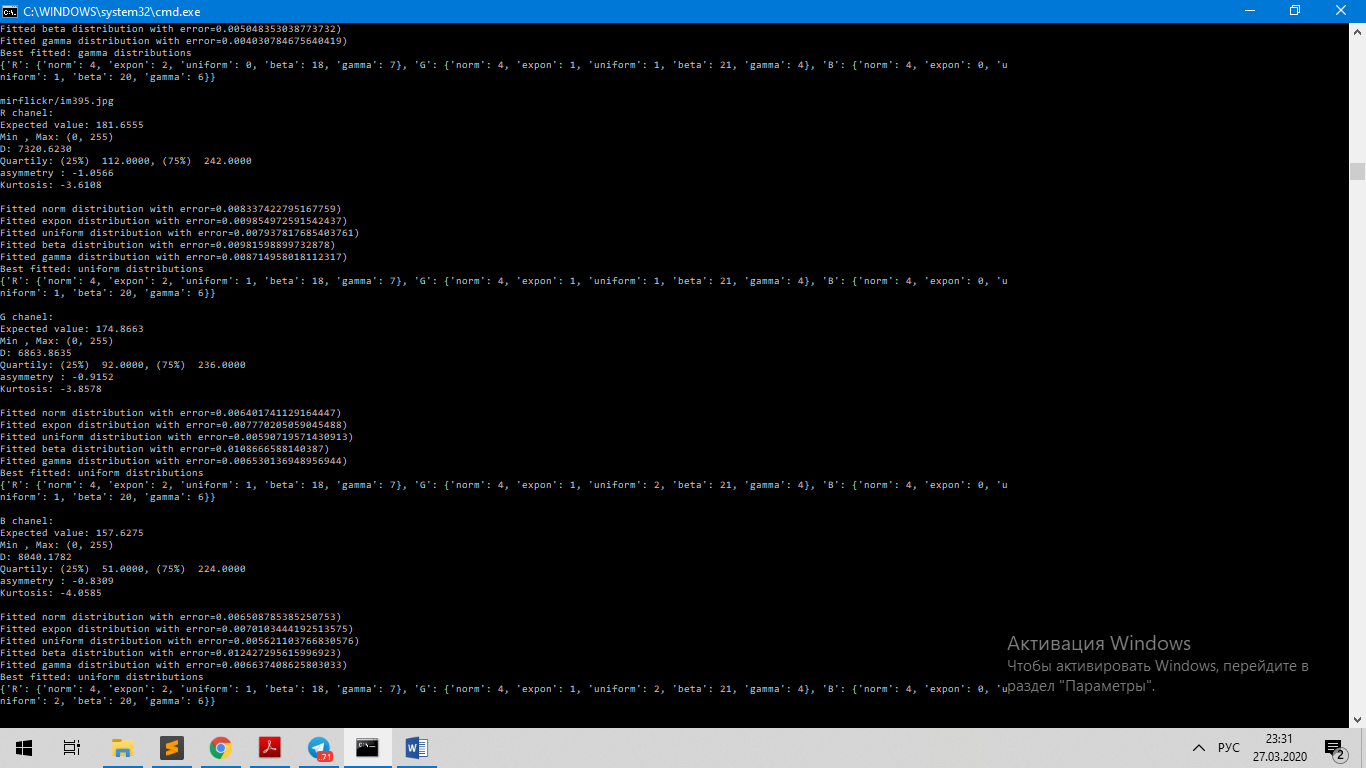 C:\WINDOWS\system32\cmd.exe
Fitted beta distribution with error=0.005048353038773732)
Fitted gamma distribution with error=0.004030784675640419)
Best fitted: gamma distributions
{'R': {'norm': 4, 'expon': 2, 'uniform': 0, 'beta': 18, 'gamma': 7}, 'G': {'norm': 4, 'expon': 1, 'uniform': 1, 'beta': 21, 'gamma': 4}, 'B': {'norm': 4, 'expon': 0, 'u
niform': 1, 'beta': 20, 'gamma': 6}}
mirflickr/im395.jpg
R chanel:
Expected value: 181.6555
Min , Max: (0, 255)
D: 7320.6230
Quartily: (25%)  112.0000, (75%)  242.0000
asymmetry : -1.0566
Kurtosis: -3.6108
Fitted norm distribution with error=0.008337422795167759)
Fitted expon distribution with error=0.009854972591542437)
Fitted uniform distribution with error=0.007937817685403761)
Fitted beta distribution with error=0.00981598899732878)
Fitted gamma distribution with error=0.008714958018112317)
Best fitted: uniform distributions
{'R': {'norm': 4, 'expon': 2, 'uniform': 1, 'beta': 18, 'gamma': 7}, 'G': {'norm': 4, 'expon': 1, 'uniform': 1, 'beta': 21, 'gamma': 4}, 'B': {'norm': 4, 'expon': 0, 'u
niform': 1, 'beta': 20, 'gamma': 6}}
G chanel:
Expected value: 174.8663
Min , Max: (0, 255)
D: 6863.8635
Quartily: (25%)  92.0000, (75%)  236.0000
asymmetry : -0.9152
Kurtosis: -3.8578
Fitted norm distribution with error=0.006401741129164447)
Fitted expon distribution with error=0.007770205059045488)
Fitted uniform distribution with error=0.00590719571430913)
Fitted beta distribution with error=0.0108666588140387)
Fitted gamma distribution with error=0.006530136948956944)
Best fitted: uniform distributions
{'R': {'norm': 4, 'expon': 2, 'uniform': 1, 'beta': 18, 'gamma': 7}, 'G': {'norm': 4, 'expon': 1, 'uniform': 2, 'beta': 21, 'gamma': 4}, 'B': {'norm': 4, 'expon': 0, 'u
niform': 1, 'beta': 20, 'gamma': 6}}
B chanel:
Expected value: 157.6275
Min , Max: (0, 255)
D: 8040.1782
Quartily: (25%)  51.0000, (75%)  224.0000
asymmetry : -0.8309
Kurtosis: -4.0585
Fitted norm distribution with error=0.006508785385250753)
Fitted expon distribution with error=0.0070103444192513575)
Fitted uniform distribution with error=0.005621103766830576)
Fitted beta distribution with error=0.012427295615996923)
Fitted gamma distribution with error=0.006637408625803033)
Best fitted: uniform distributions
{'R': {'norm': 4, 'expon': 2, 'uniform': 1, 'beta': 18, 'gamma': 7}, 'G': {'norm': 4, 'expon': 1, 'uniform': 2, 'beta': 21, 'gamma': 4}, 'B': {'norm': 4, 'expon': 0, 'u
niform': 2, 'beta': 20, 'gamma': 6}}
Активация Windows
Чтобы активировать Windows, перейдите в
раздел "Параметры".
71
РУС
23:31
27.03.2020
2